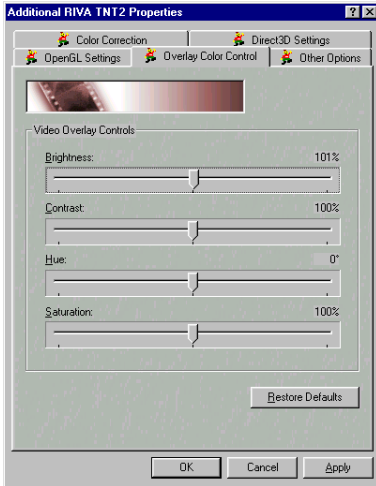 Additional RIVA TNT2 Properties
Color Correction Direct3D Settings
OpenGL Settings Overlay Color Control Other Options
Video Overlay Controls
Brightness: 101%
Contrast: 100%
Hue: 0°
Saturation: 100%
Restore Defaults
OK Cancel Apply